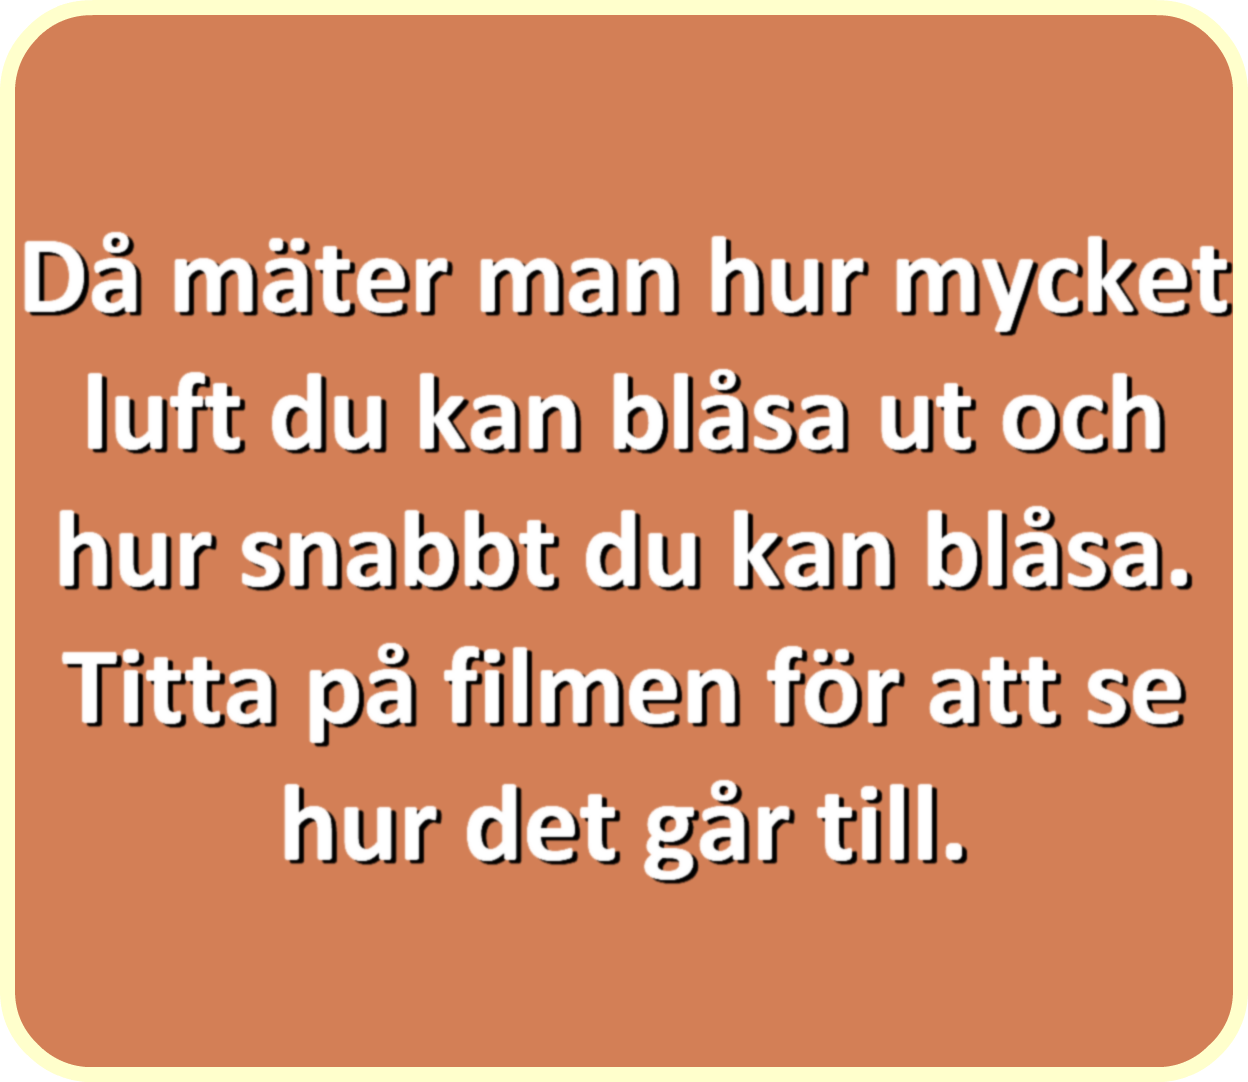 Då mäter man hur mycket
luft du kan blåsa ut och
hur snabbt du kan blåsa.
Titta på filmen för att se
hur det går till.